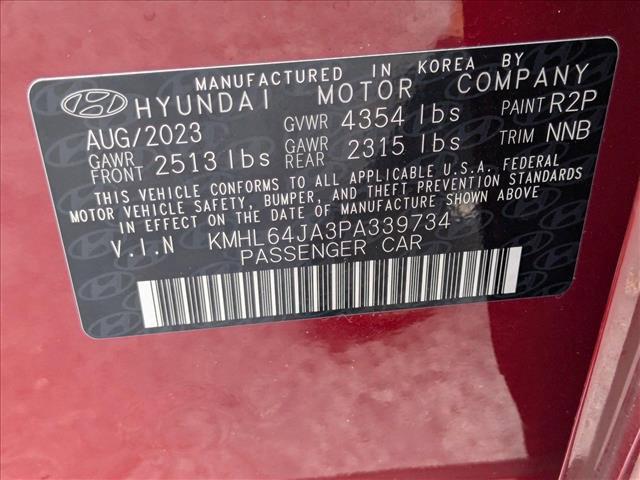 MANUFACTURED IN KOREA BY
HYUNDAI MOTOR COMPANY
AUG/2023 GVWR 4354 lbs PAINT R2P
GAWR FRONT 2513 lbs GAWR REAR 2315 lbs TRIM NNB
THIS VEHICLE CONFORMS TO ALL APPLICABLE U.S.A. FEDERAL
MOTOR VEHICLE SAFETY, BUMPER, AND THEFT PREVENTION STANDARDS
IN EFFECT ON THE DATE OF MANUFACTURE SHOWN ABOVE
V.I.N KMHL64JA3PA339734
PASSENGER CAR